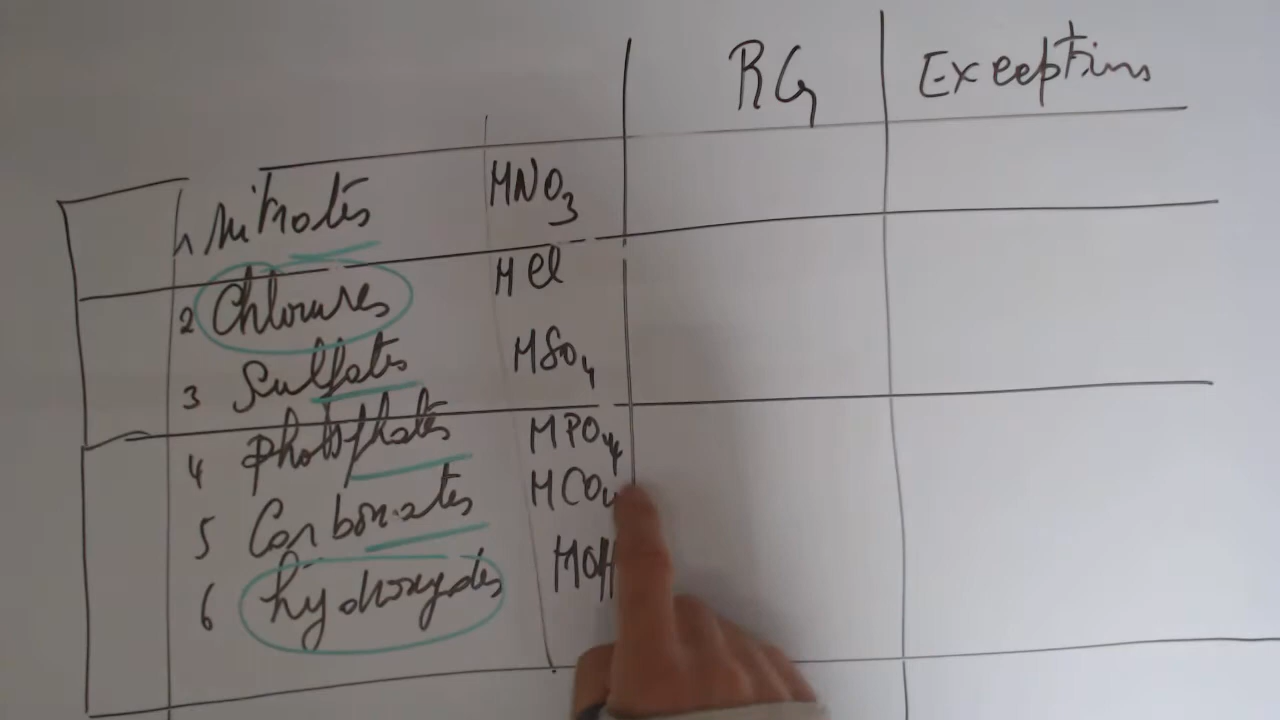 RG Exceptions
1 Nitrates MNO3
2 Chlorures MCl
3 Sulfates MSO4
4 Phosphates MPO4
5 Carbonates MCO4
6 hydroxydes MOH